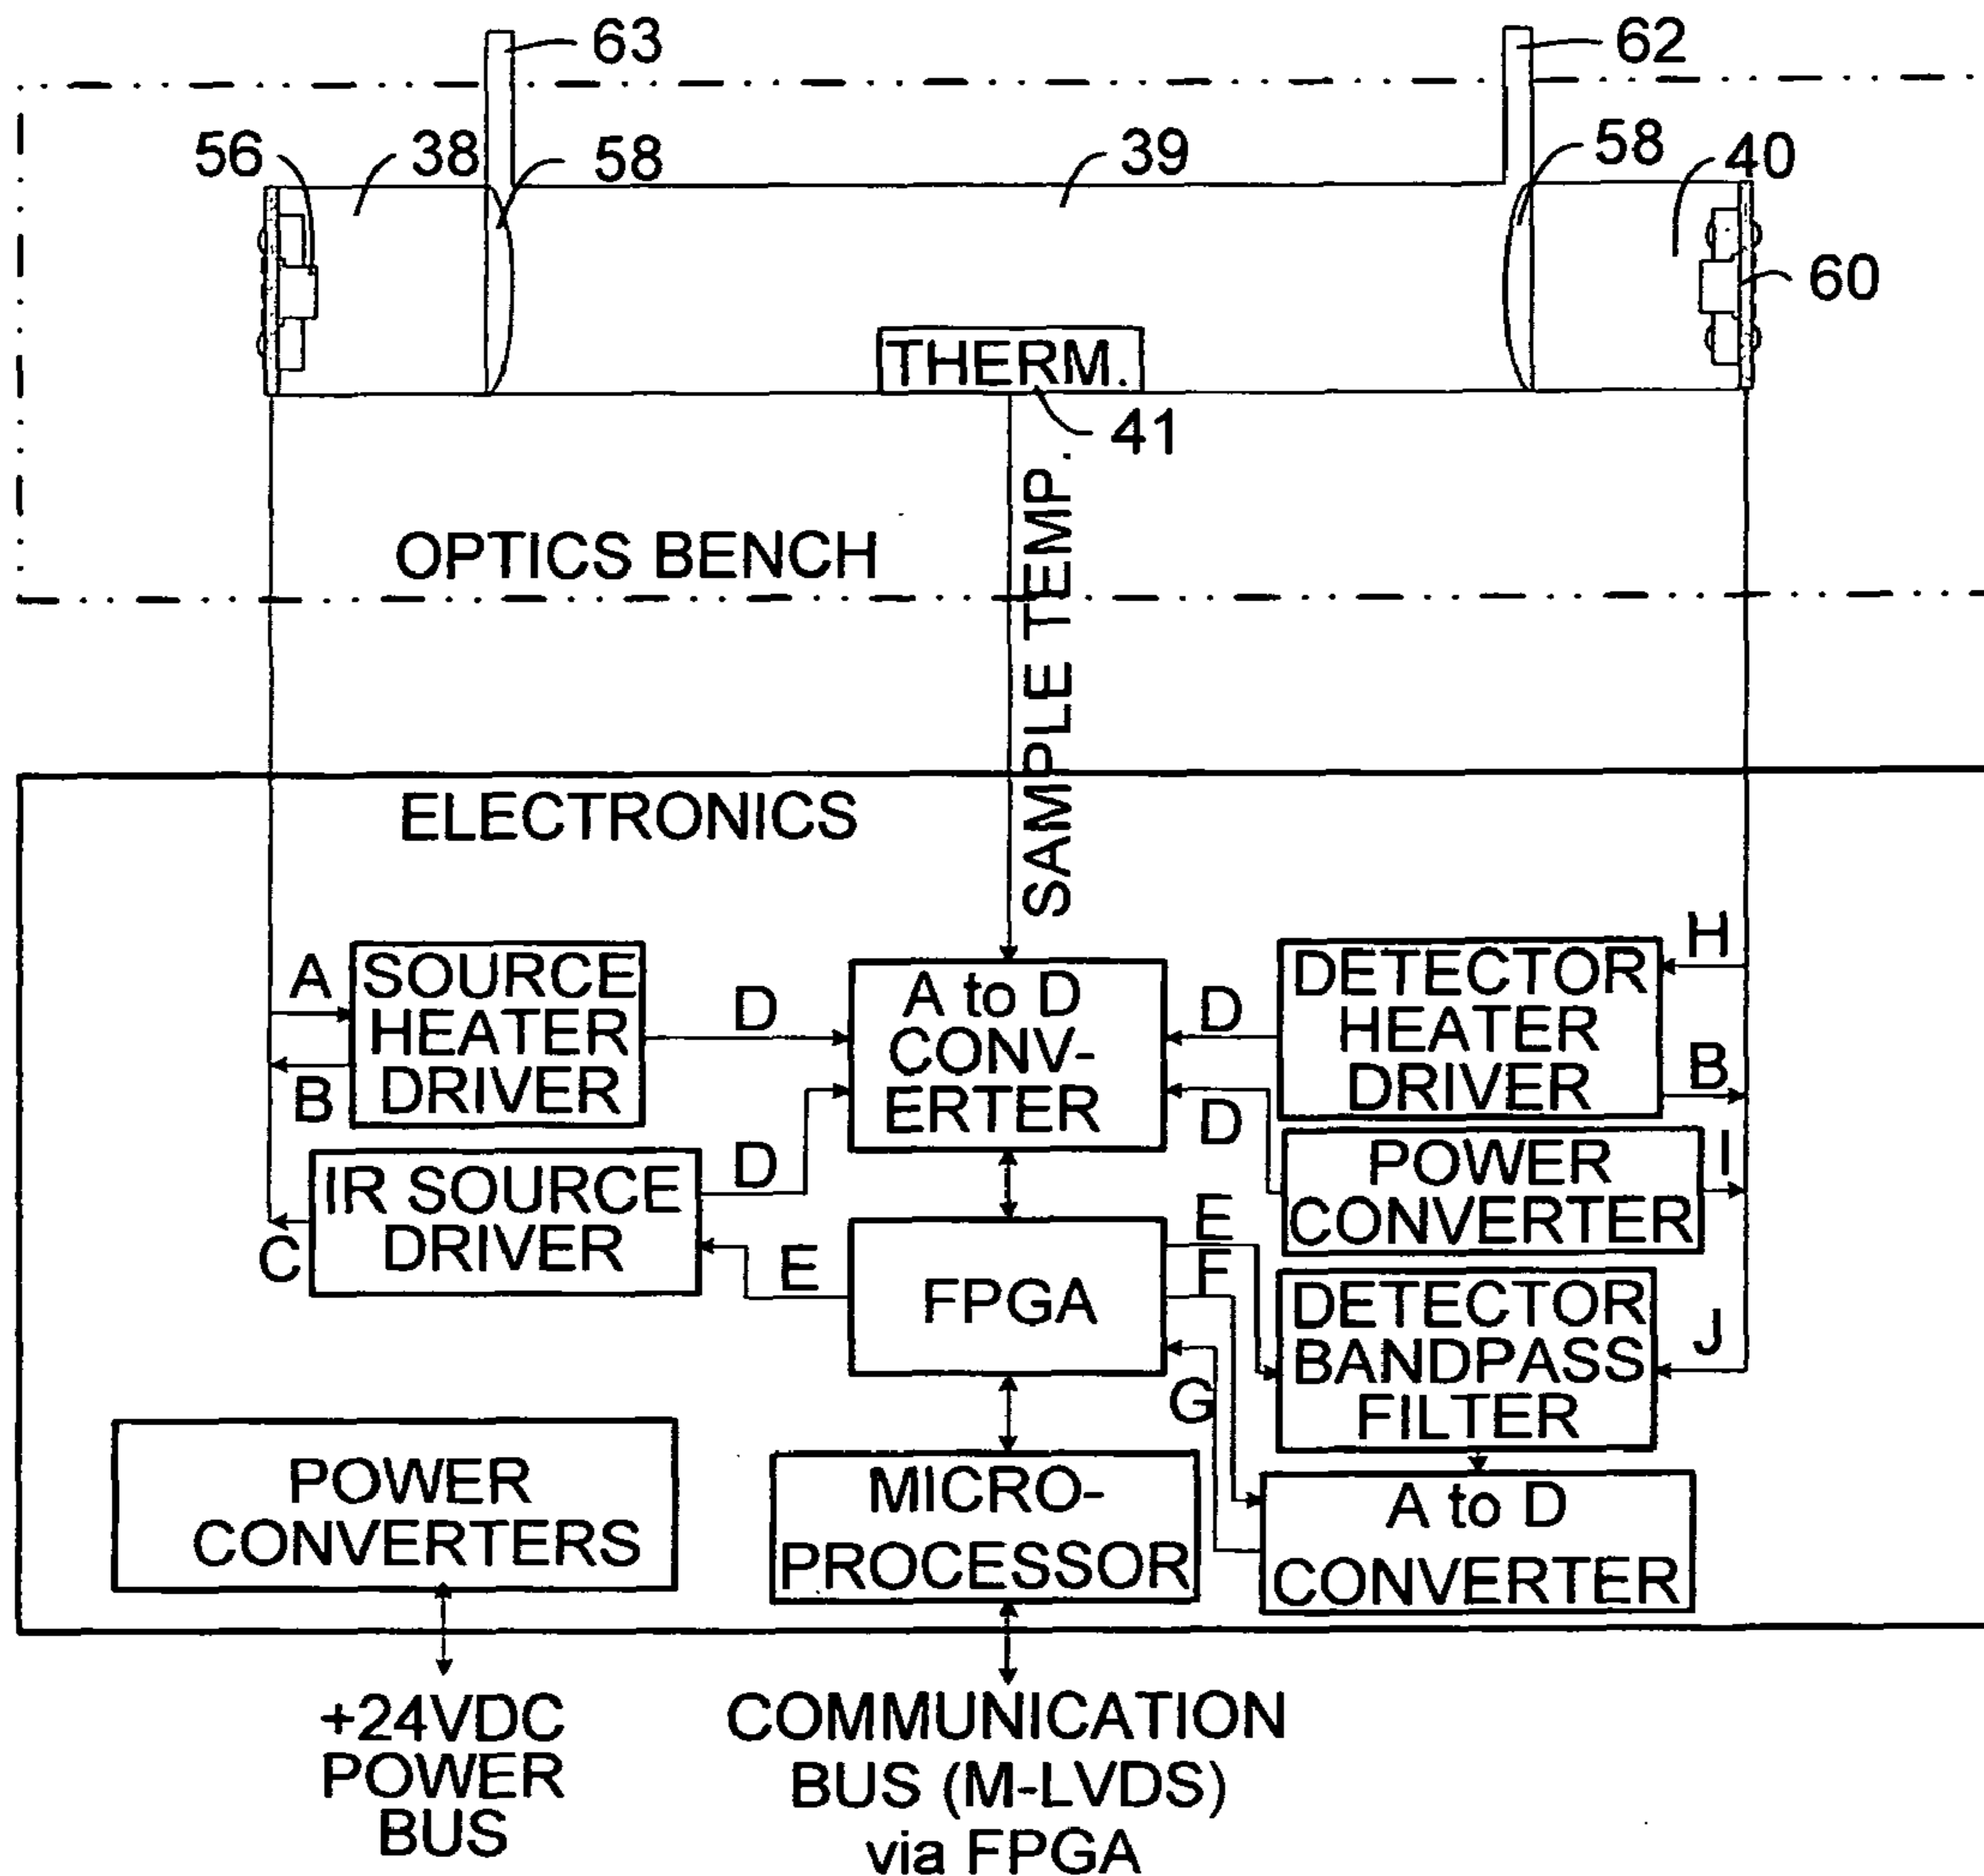 63
62
56
38
58
39
58
40
60
THERM.
41
OPTICS BENCH
SAMPLE TEMP.
ELECTRONICS
A
SOURCE
HEATER
DRIVER
B
D
A to D
CONV-
ERTER
D
DETECTOR
HEATER
DRIVER
H
B
IR SOURCE
DRIVER
C
D
D
POWER
CONVERTER
I
E
FPGA
E
F
G
DETECTOR
BANDPASS
FILTER
J
POWER
CONVERTERS
MICRO-
PROCESSOR
A to D
CONVERTER
+24VDC
POWER
BUS
COMMUNICATION
BUS (M-LVDS)
via FPGA